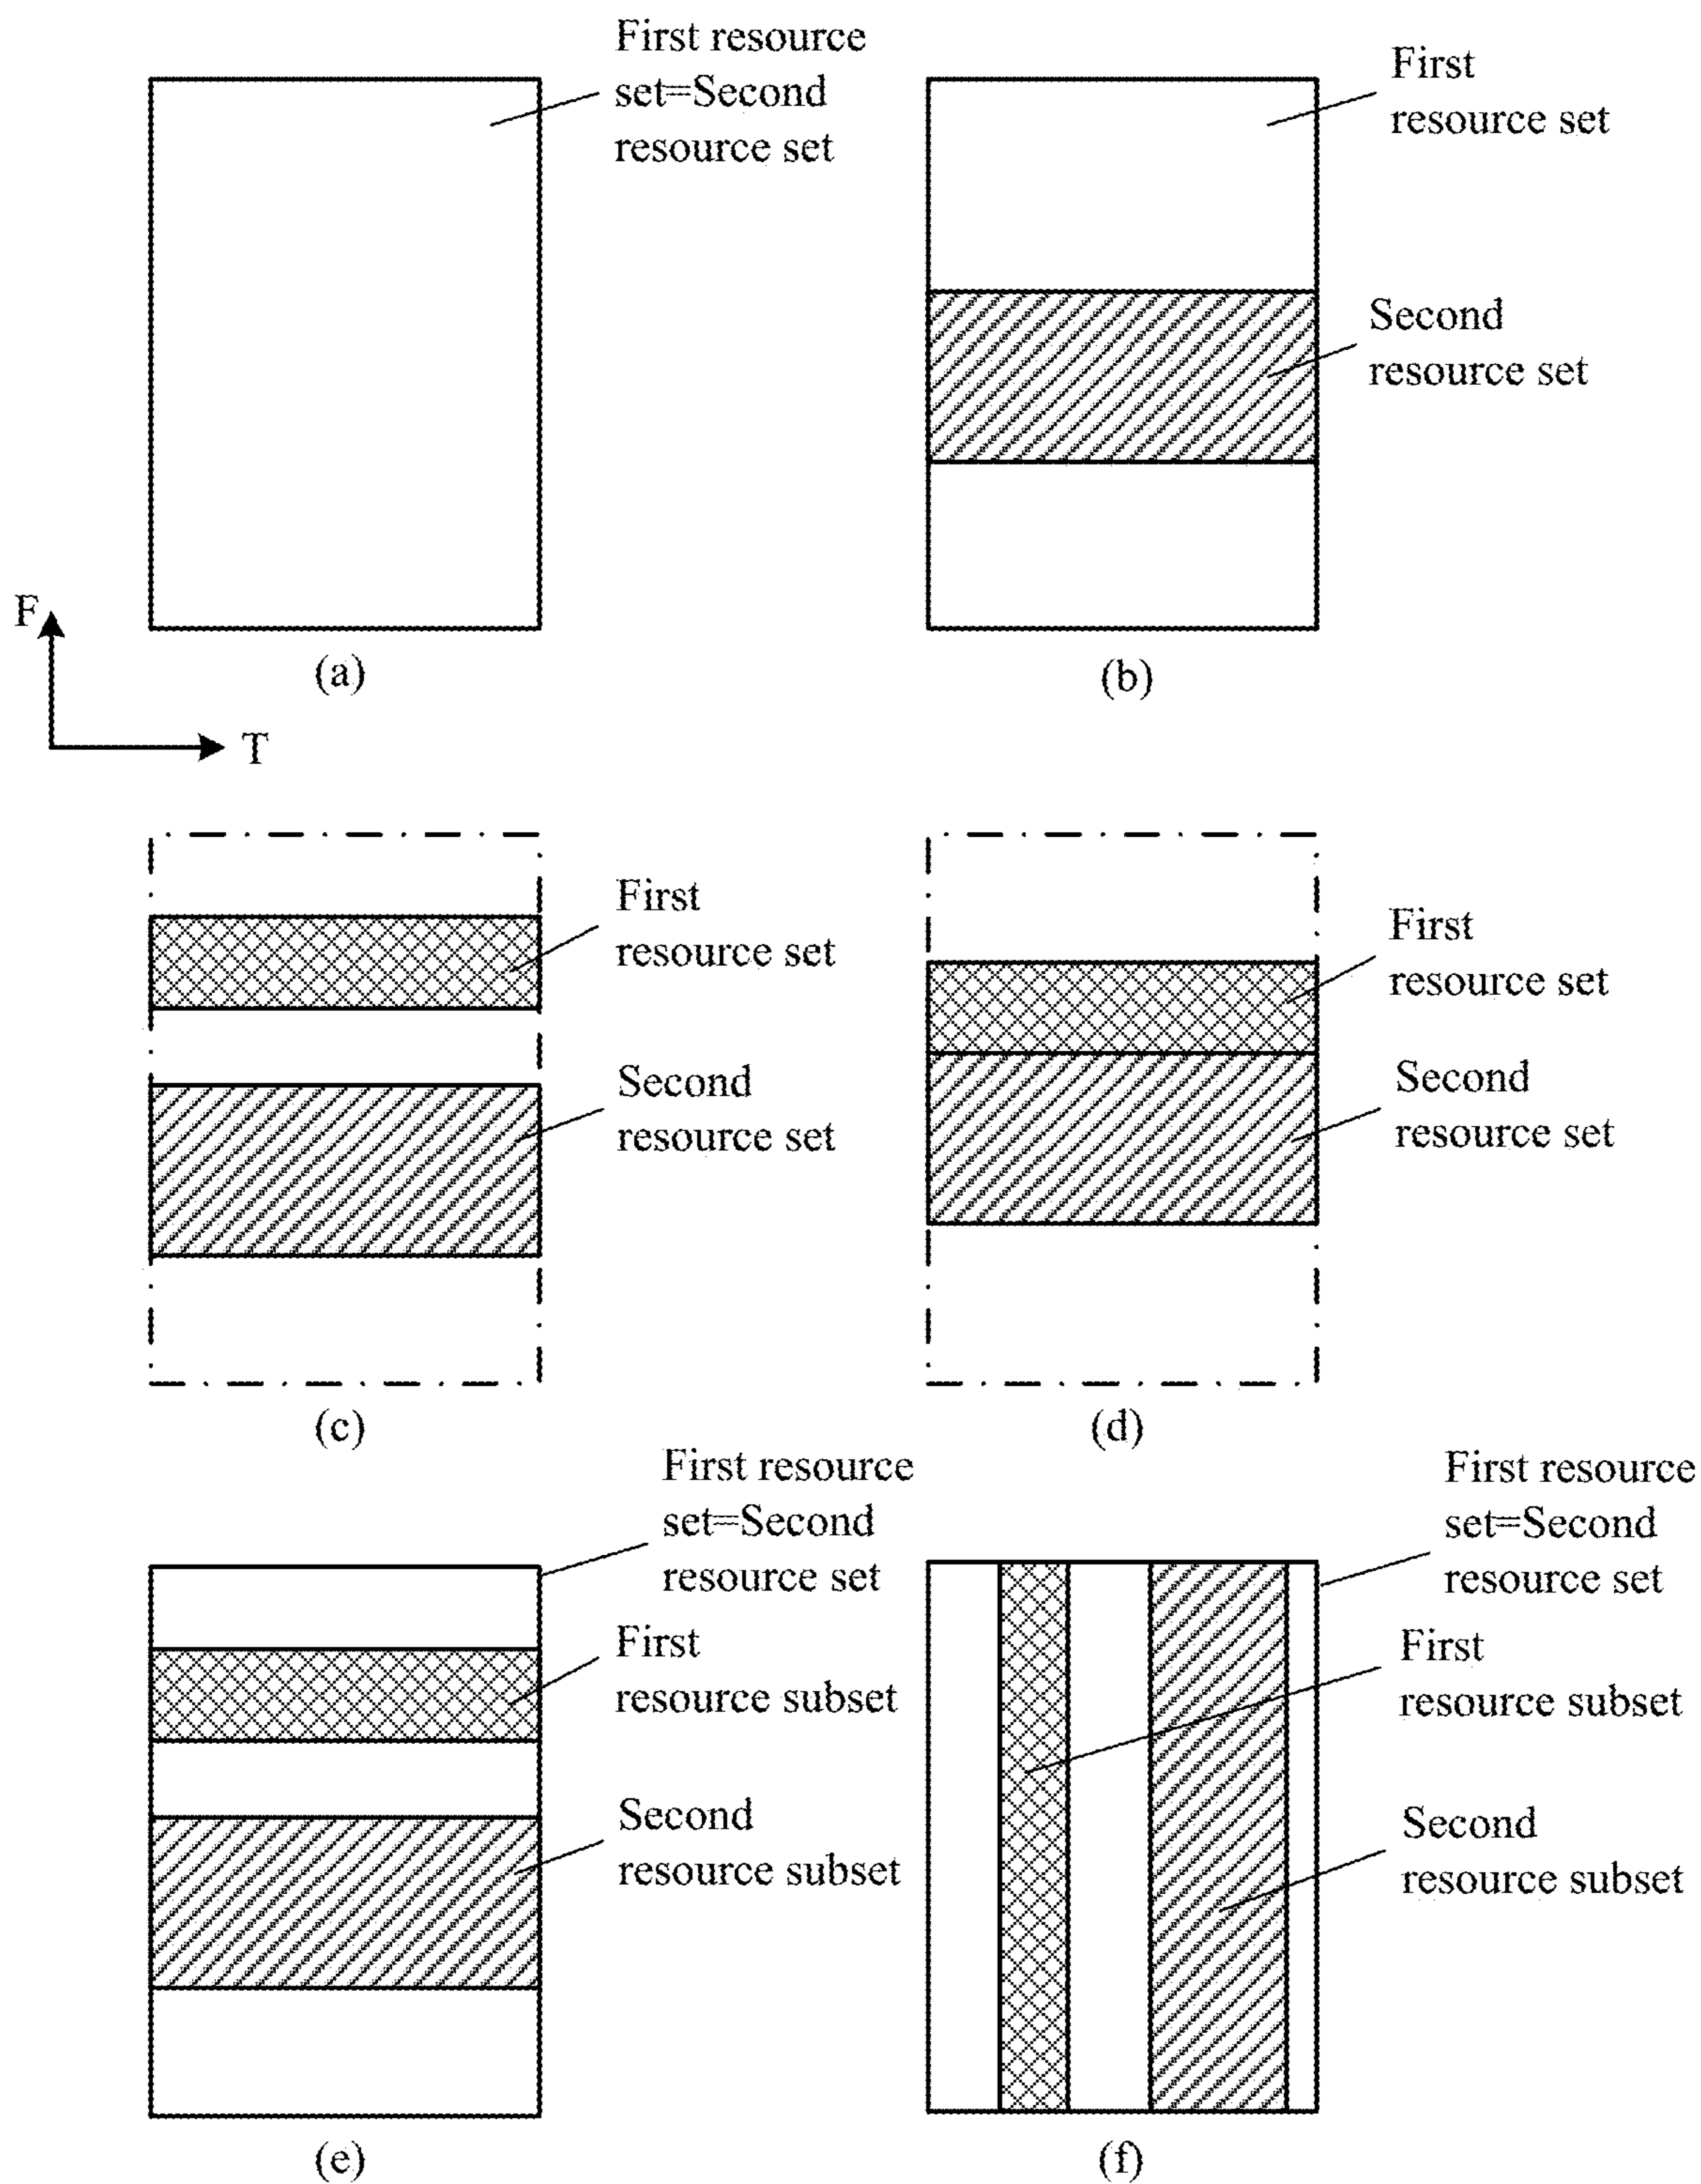 First resource
set=Second
resource set
First
resource set
Second
resource set
F
T
(a)
(b)
First
resource set
Second
resource set
First
resource set
Second
resource set
(c)
(d)
First resource
set=Second
resource set
First
resource subset
Second
resource subset
First resource
set=Second
resource set
First
resource subset
Second
resource subset
(e)
(f)